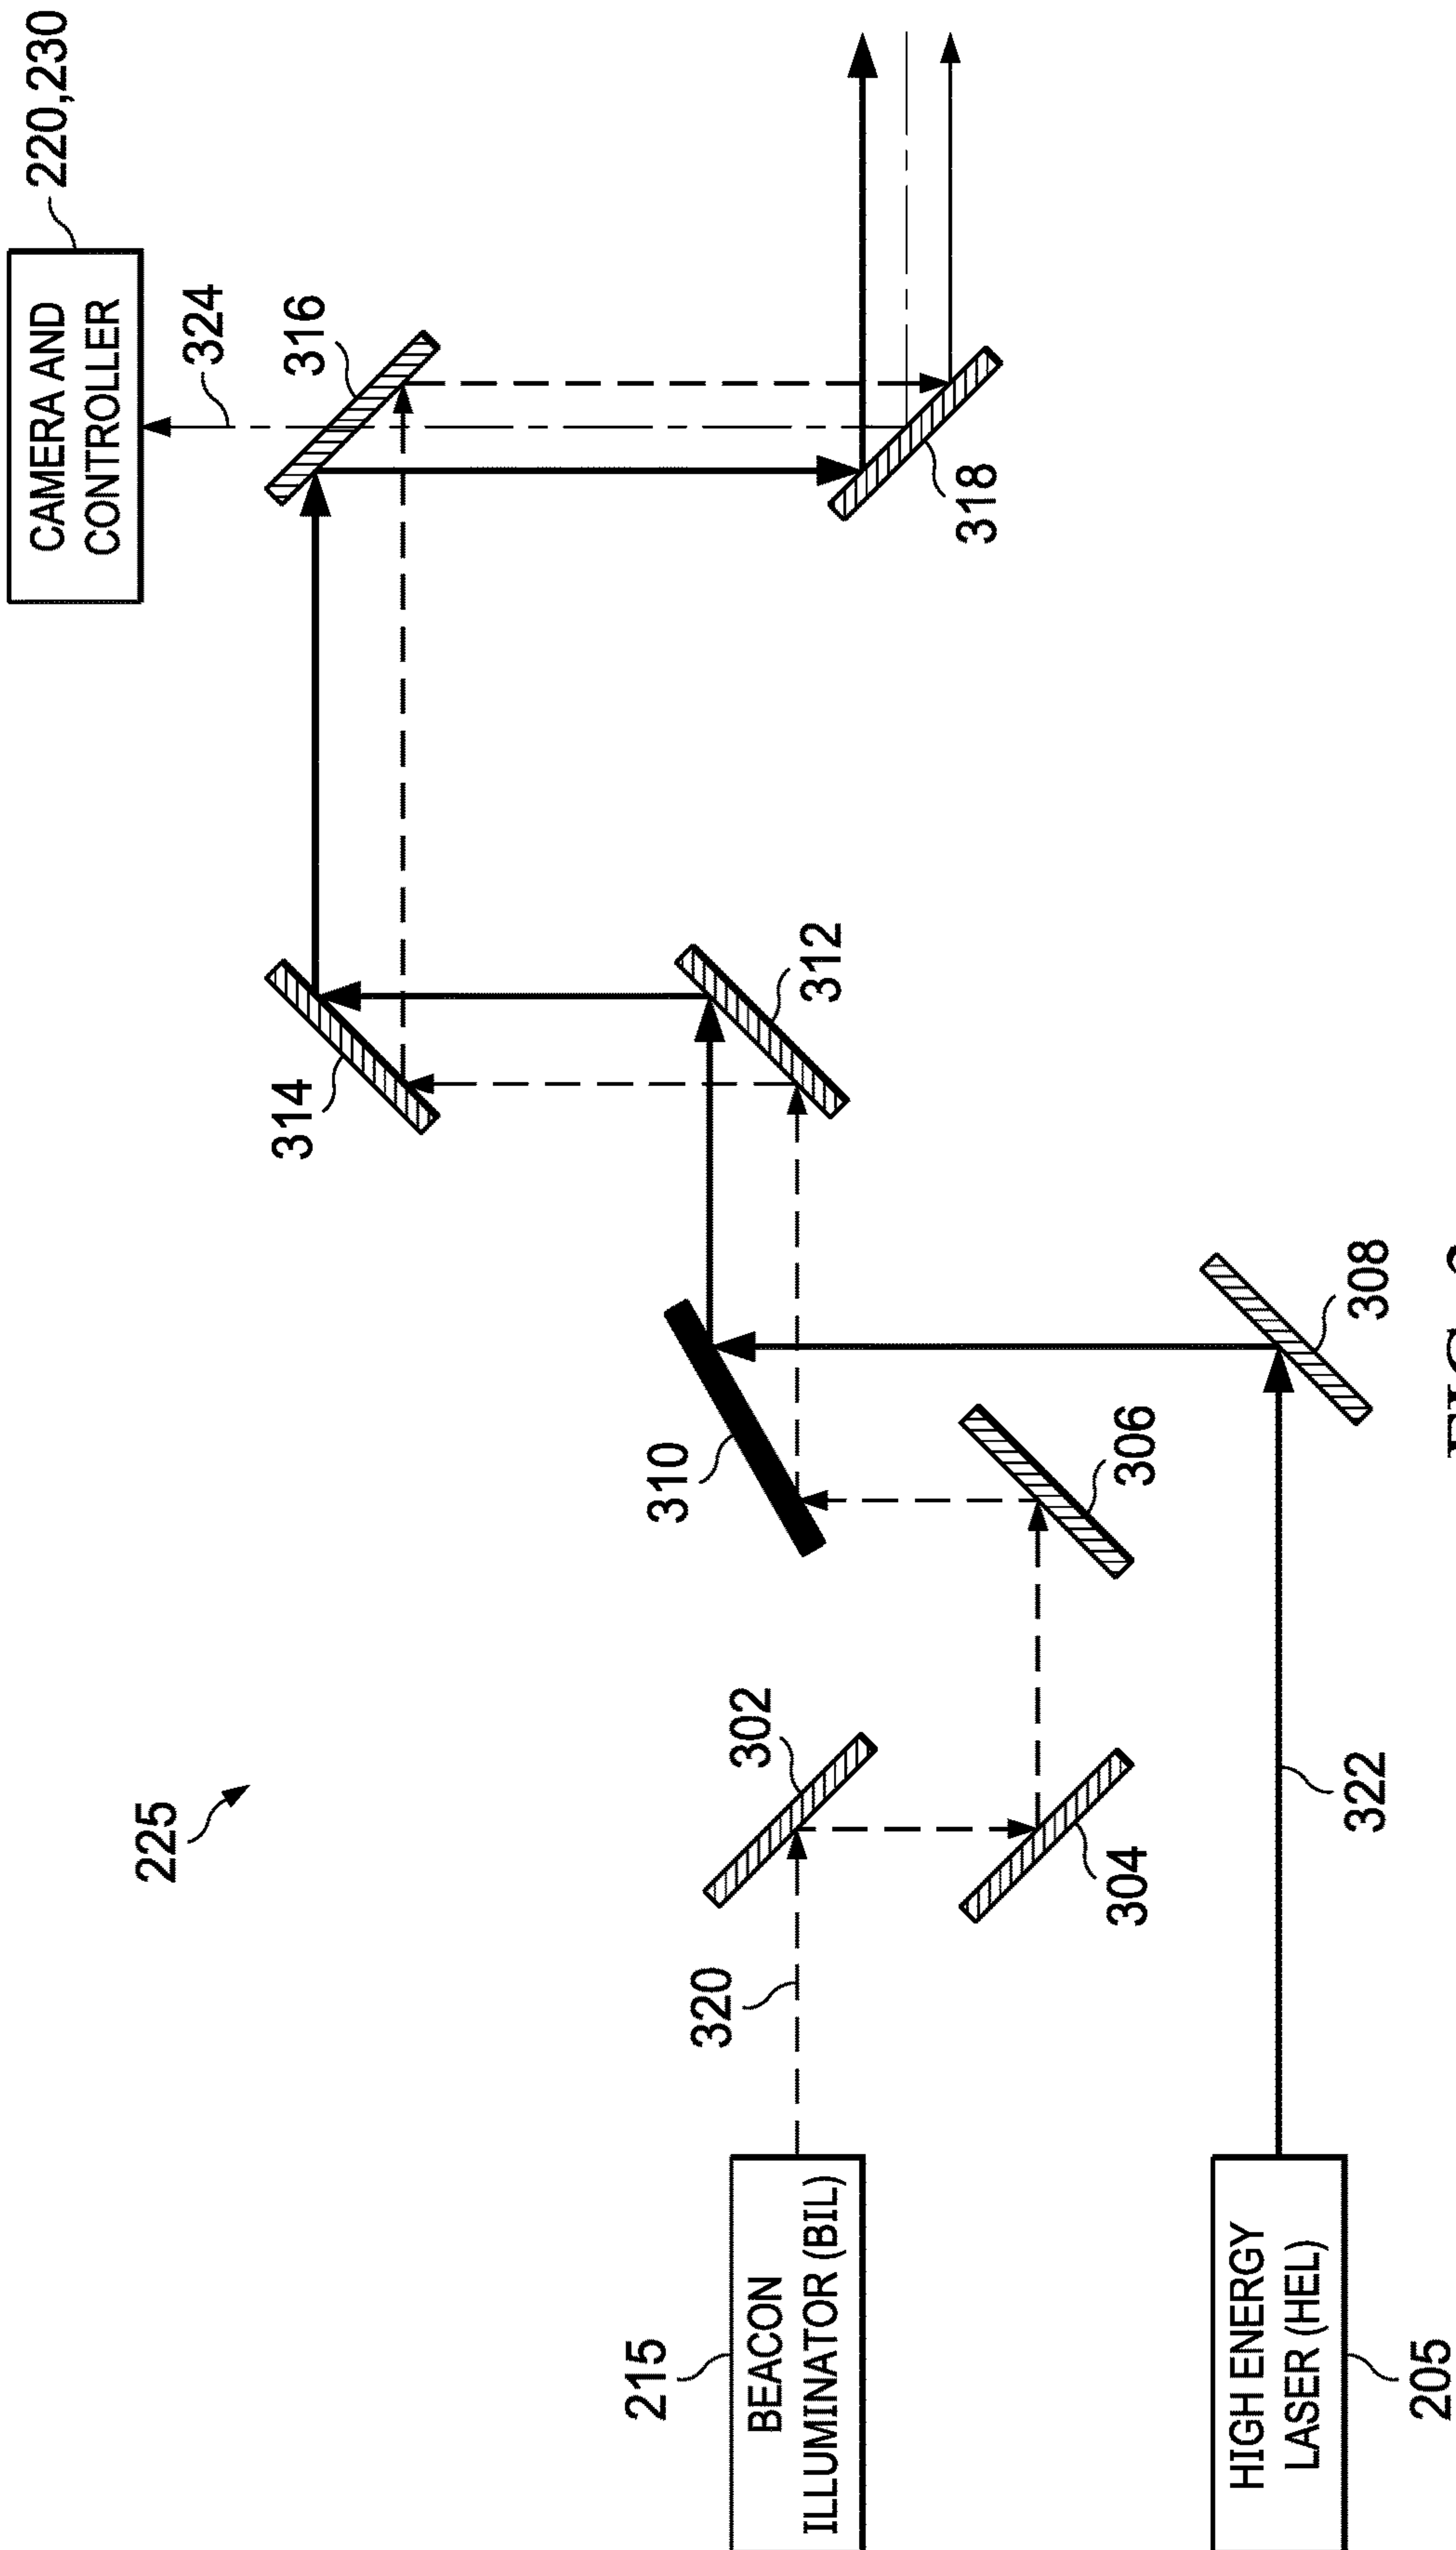 225
CAMERA AND
CONTROLLER
220,230
324
316
314
312
318
310
302
320
304
306
308
322
215
BEACON
ILLUMINATOR (BIL)
HIGH ENERGY
LASER (HEL)
205